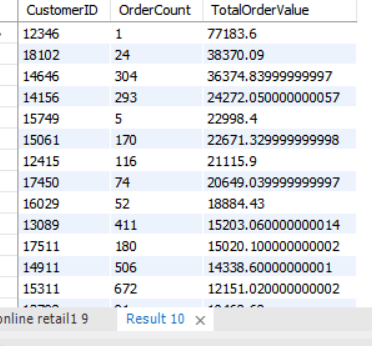 CustomerID OrderCount TotalOrderValue
12346 1 77183.6
18102 24 38370.09
14646 304 36374.83999999997
14156 293 24272.050000000057
15749 5 22998.4
15061 170 22671.329999999998
12415 116 21115.9
17450 74 20649.039999999997
16029 52 18884.43
13089 411 15203.060000000014
17511 180 15020.100000000002
14911 506 14338.60000000001
15311 672 12151.020000000002
online retail1 9 Result 10